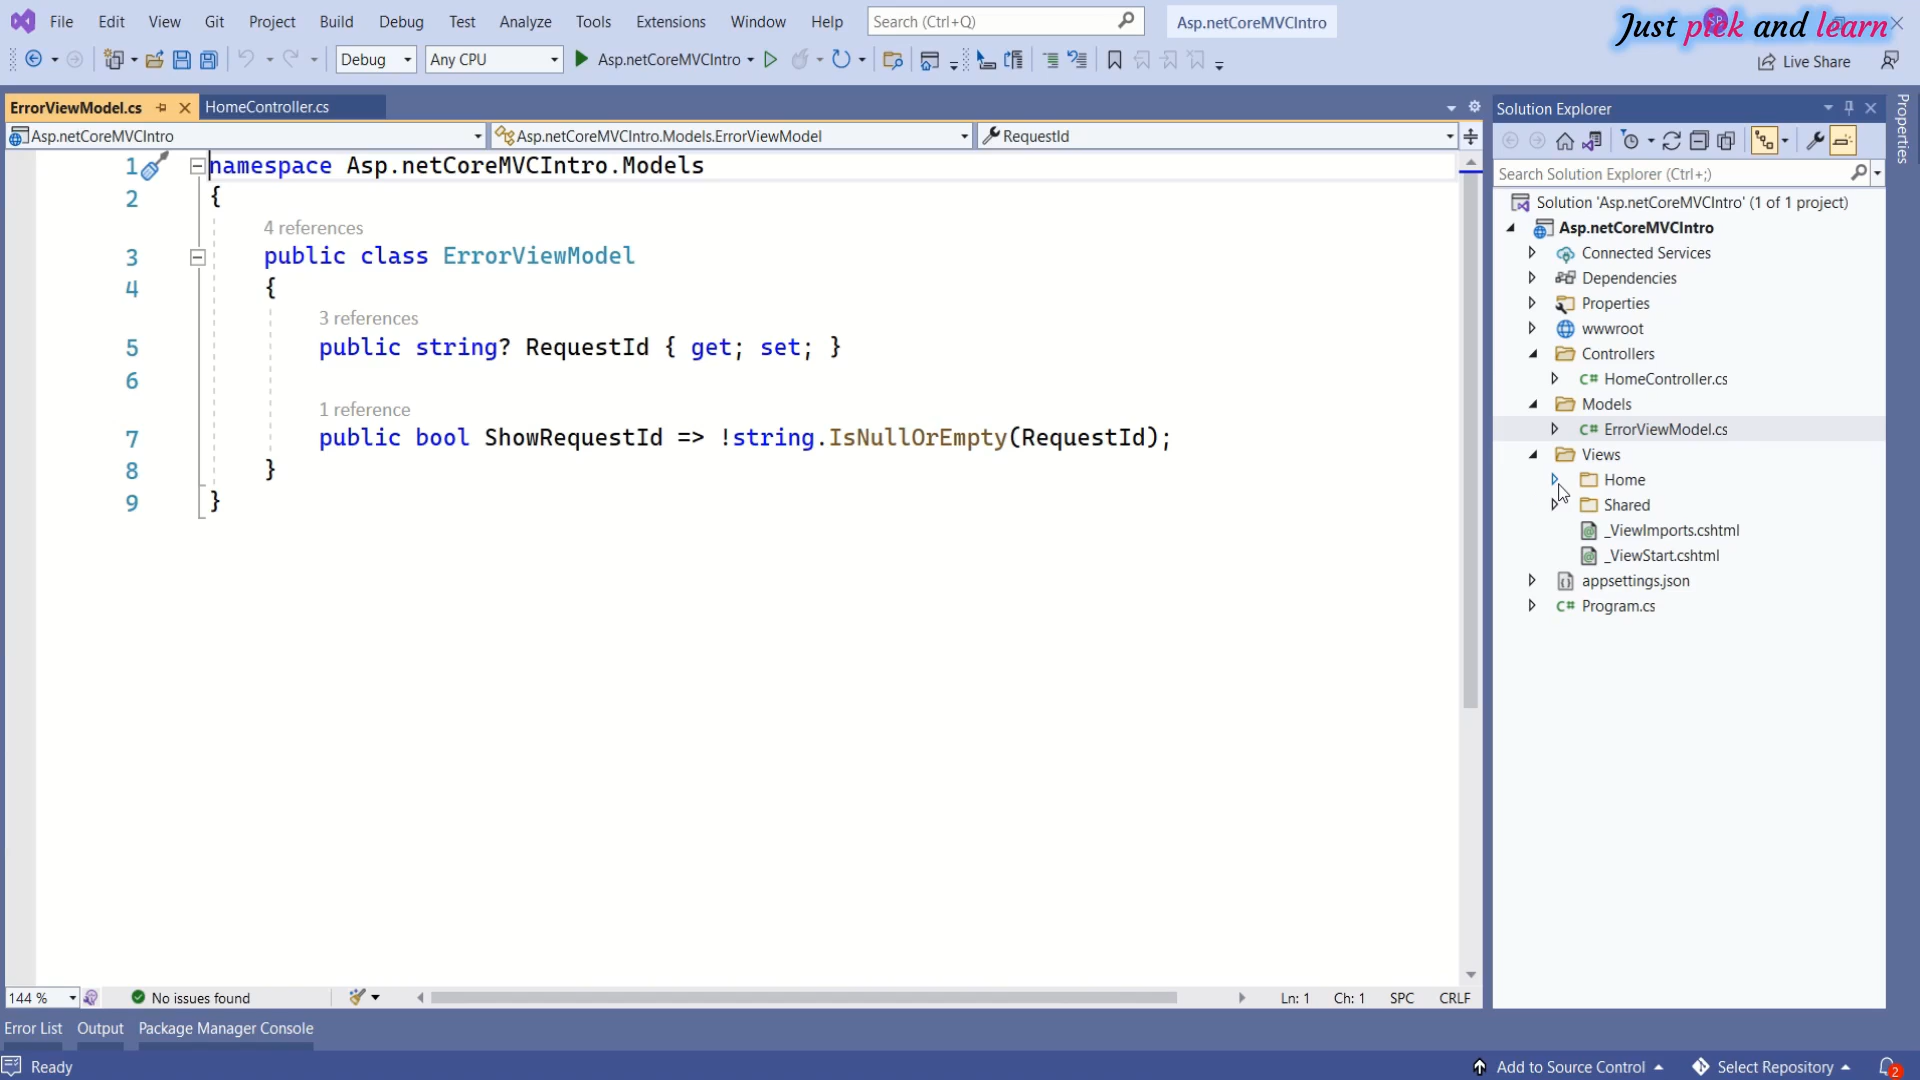 File Edit View Git Project Build Debug Test Analyze Tools Extensions Window Help Search (Ctrl+Q) Asp.netCoreMVCIntro
Just pick and learn
Debug Any CPU Asp.netCoreMVCIntro Live Share
ErrorViewModel.cs HomeController.cs
Asp.netCoreMVCIntro Asp.netCoreMVCIntro.Models.ErrorViewModel RequestId
1 namespace Asp.netCoreMVCIntro.Models
2 {
4 references
3 public class ErrorViewModel
4 {
3 references
5 public string? RequestId { get; set; }
6
1 reference
7 public bool ShowRequestId => !string.IsNullOrEmpty(RequestId);
8 }
9 }
144 % No issues found Ln: 1 Ch: 1 SPC CRLF
Solution Explorer
Search Solution Explorer (Ctrl+;)
Solution 'Asp.netCoreMVCIntro' (1 of 1 project)
Asp.netCoreMVCIntro
Connected Services
Dependencies
Properties
wwwroot
Controllers
C# HomeController.cs
Models
C# ErrorViewModel.cs
Views
Home
Shared
_ViewImports.cshtml
_ViewStart.cshtml
appsettings.json
C# Program.cs
Properties
Error List Output Package Manager Console
Ready Add to Source Control Select Repository 2